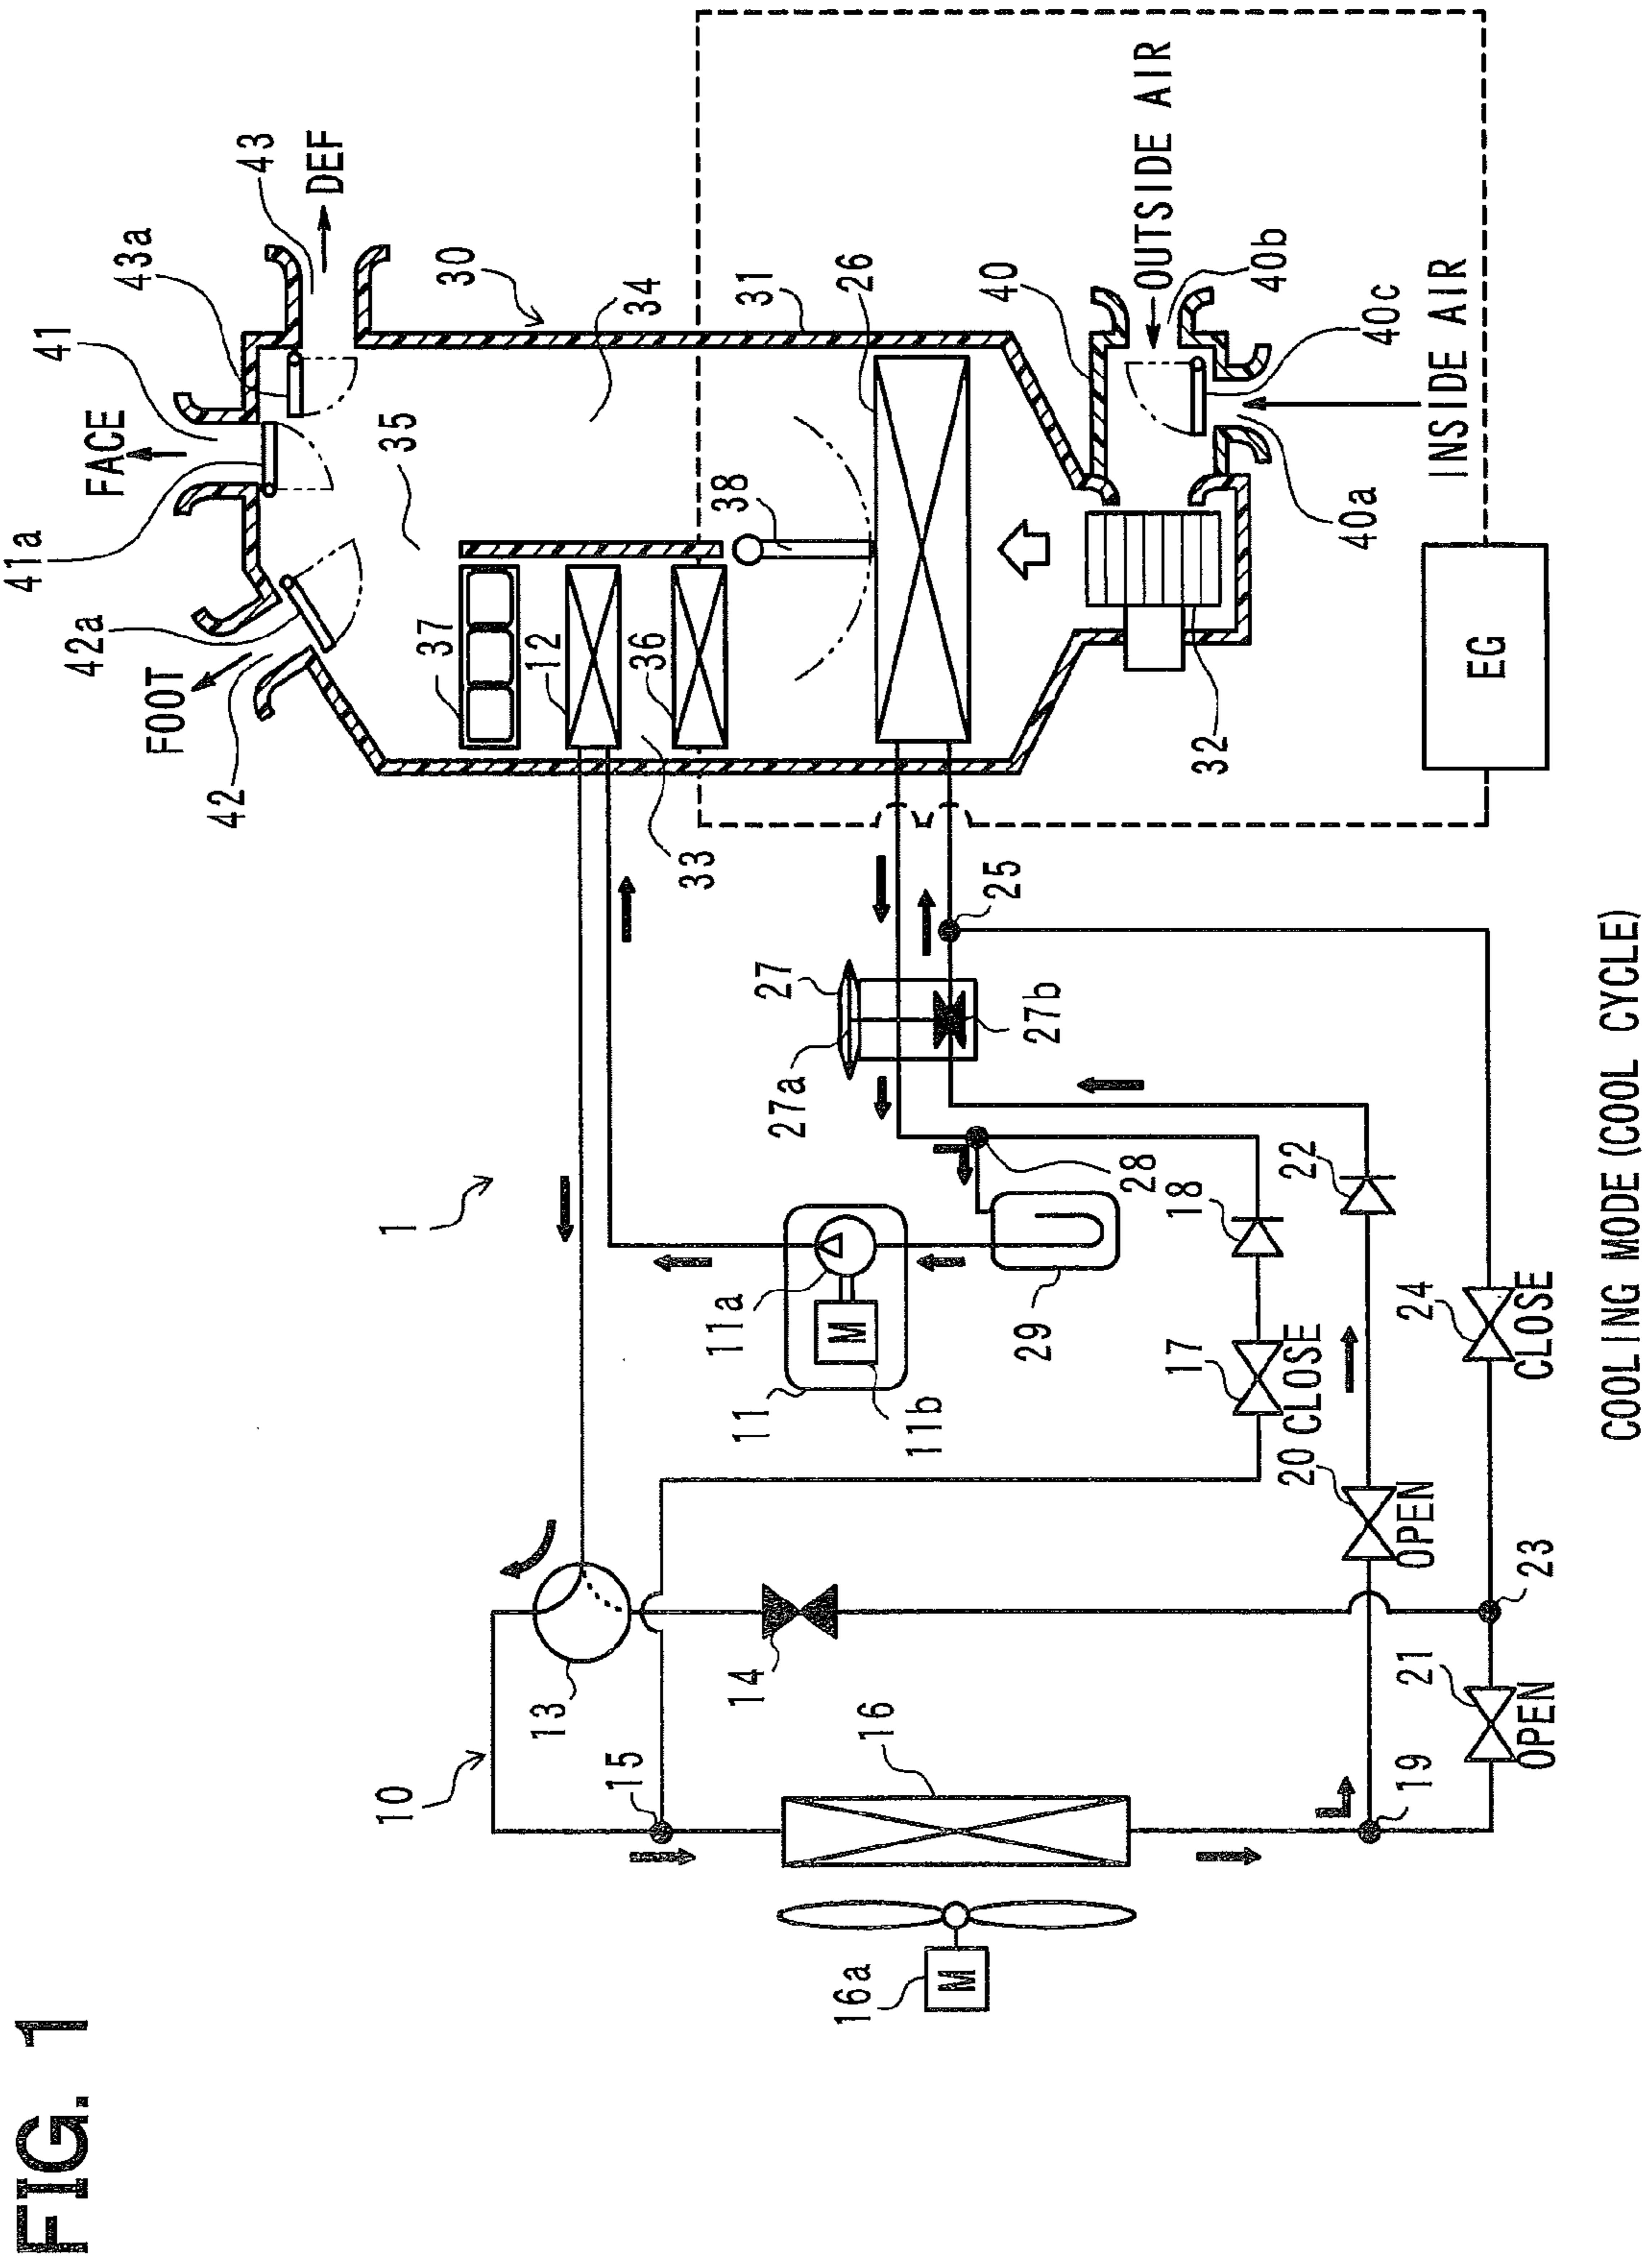 FIG. 1
10
1
13
15
14
16
16a
M
19
21
OPEN
23
20
OPEN
17
CLOSE
24
CLOSE
18
22
11
11a
11b
M
29
28
27
27a
27b
25
FOOT
42
42a
41a
FACE
41
43a
43
DEF
35
30
34
31
37
12
36
33
38
26
40
32
40a
40b
40c
OUTSIDE AIR
INSIDE AIR
EG
COOLING MODE (COOL CYCLE)